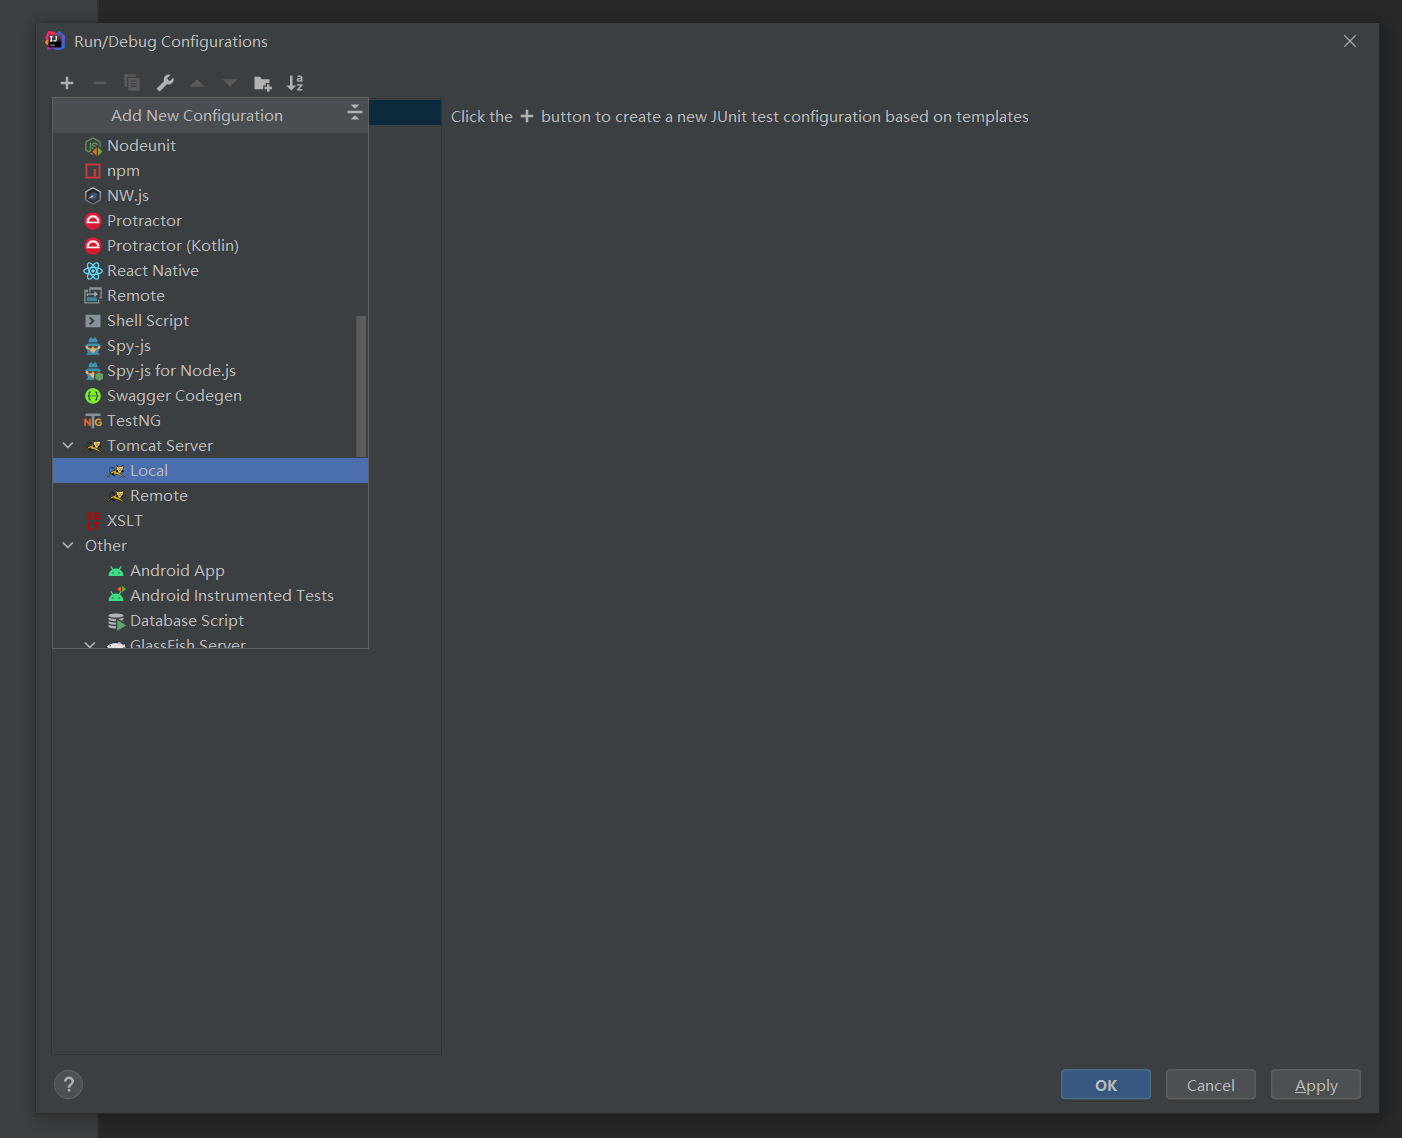 Run/Debug Configurations
Add New Configuration
Click the + button to create a new JUnit test configuration based on templates
Nodeunit
npm
NW.js
Protractor
Protractor (Kotlin)
React Native
Remote
Shell Script
Spy-js
Spy-js for Node.js
Swagger Codegen
TestNG
Tomcat Server
Local
Remote
XSLT
Other
Android App
Android Instrumented Tests
Database Script
GlassFish Server
?
OK
Cancel
Apply